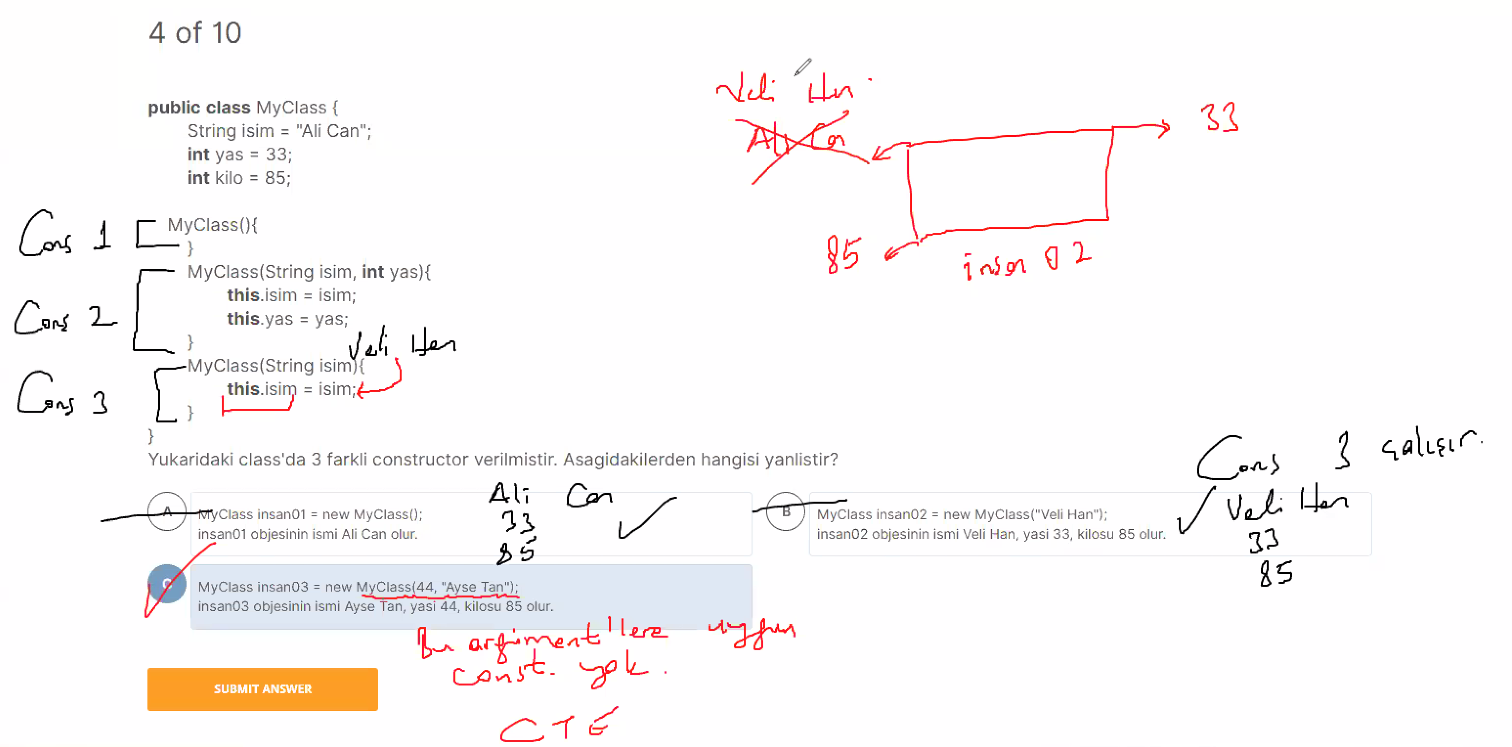 4 of 10
Veli Han
Ali Can
33
85
insan 02
public class MyClass {
String isim = "Ali Can";
int yas = 33;
int kilo = 85;
Cons 1
MyClass(){
}
Cons 2
MyClass(String isim, int yas){
this.isim = isim;
this.yas = yas;
}
Veli Han
Cons 3
MyClass(String isim){
this.isim = isim;
}
}
Yukaridaki class'da 3 farkli constructor verilmistir. Asagidakilerden hangisi yanlistir?
Cons 3 çalışır.
A
MyClass insan01 = new MyClass();
insan01 objesinin ismi Ali Can olur.
Ali Can
33
85
B
MyClass insan02 = new MyClass("Veli Han");
insan02 objesinin ismi Veli Han, yasi 33, kilosu 85 olur.
Veli Han
33
85
C
MyClass insan03 = new MyClass(44, "Ayse Tan");
insan03 objesinin ismi Ayse Tan, yasi 44, kilosu 85 olur.
Bu argüment'lere uygun
const. yok.
CTE
SUBMIT ANSWER